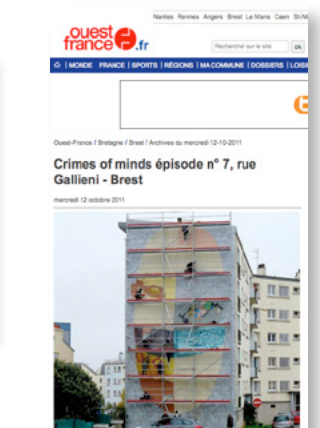 Nantes Rennes Angers Brest Le Mans Caen St-N
ouest
france .fr
Rechercher sur le site ok
MONDE FRANCE SPORTS RÉGIONS MA COMMUNE DOSSIERS LOISI
Ouest-France / Bretagne / Brest / Archives du mercredi 12-10-2011
Crimes of minds épisode n° 7, rue
Gallieni - Brest
mercredi 12 octobre 2011